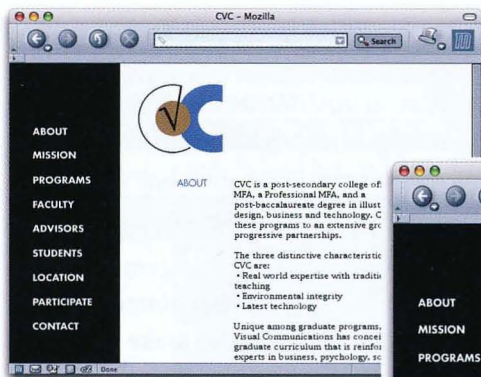 CVC – Mozilla
Search
ABOUT
MISSION
PROGRAMS
FACULTY
ADVISORS
STUDENTS
LOCATION
PARTICIPATE
CONTACT
ABOUT
CVC is a post-secondary college of
MFA, a Professional MFA, and a
post-baccalaureate degree in illust
design, business and technology. C
these programs to an extensive gro
progressive partnerships.
The three distinctive characteristic
CVC are:
• Real world expertise with traditi
teaching
• Environmental integrity
• Latest technology
Unique among graduate programs,
Visual Communications has concei
graduate curriculum that is reinfo
experts in business, psychology, sc
Done
ABOUT
MISSION
PROGRAMS